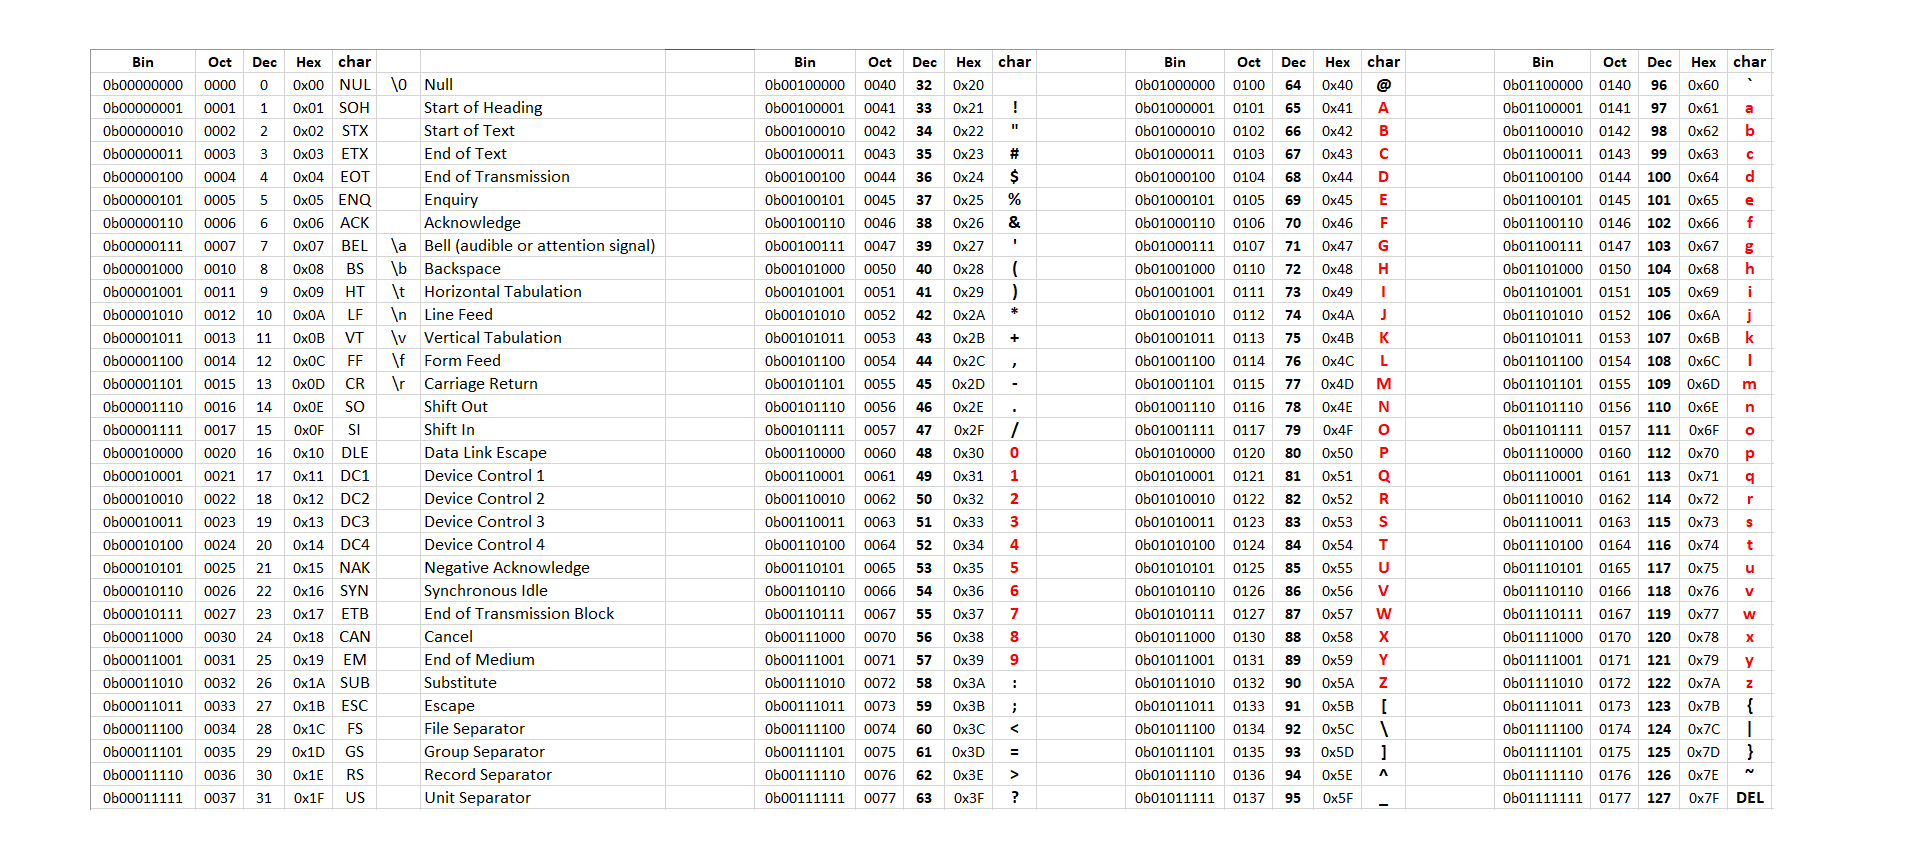 Bin Oct Dec Hex char Bin Oct Dec Hex char Bin Oct Dec Hex char Bin Oct Dec Hex char
0b00000000 0000 0 0x00 NUL \0 Null 0b00100000 0040 32 0x20 0b01000000 0100 64 0x40 @ 0b01100000 0140 96 0x60 `
0b00000001 0001 1 0x01 SOH Start of Heading 0b00100001 0041 33 0x21 ! 0b01000001 0101 65 0x41 A 0b01100001 0141 97 0x61 a
0b00000010 0002 2 0x02 STX Start of Text 0b00100010 0042 34 0x22 " 0b01000010 0102 66 0x42 B 0b01100010 0142 98 0x62 b
0b00000011 0003 3 0x03 ETX End of Text 0b00100011 0043 35 0x23 # 0b01000011 0103 67 0x43 C 0b01100011 0143 99 0x63 c
0b00000100 0004 4 0x04 EOT End of Transmission 0b00100100 0044 36 0x24 $ 0b01000100 0104 68 0x44 D 0b01100100 0144 100 0x64 d
0b00000101 0005 5 0x05 ENQ Enquiry 0b00100101 0045 37 0x25 % 0b01000101 0105 69 0x45 E 0b01100101 0145 101 0x65 e
0b00000110 0006 6 0x06 ACK Acknowledge 0b00100110 0046 38 0x26 & 0b01000110 0106 70 0x46 F 0b01100110 0146 102 0x66 f
0b00000111 0007 7 0x07 BEL \a Bell (audible or attention signal) 0b00100111 0047 39 0x27 ' 0b01000111 0107 71 0x47 G 0b01100111 0147 103 0x67 g
0b00001000 0010 8 0x08 BS \b Backspace 0b00101000 0050 40 0x28 ( 0b01001000 0110 72 0x48 H 0b01101000 0150 104 0x68 h
0b00001001 0011 9 0x09 HT \t Horizontal Tabulation 0b00101001 0051 41 0x29 ) 0b01001001 0111 73 0x49 I 0b01101001 0151 105 0x69 i
0b00001010 0012 10 0x0A LF \n Line Feed 0b00101010 0052 42 0x2A * 0b01001010 0112 74 0x4A J 0b01101010 0152 106 0x6A j
0b00001011 0013 11 0x0B VT \v Vertical Tabulation 0b00101011 0053 43 0x2B + 0b01001011 0113 75 0x4B K 0b01101011 0153 107 0x6B k
0b00001100 0014 12 0x0C FF \f Form Feed 0b00101100 0054 44 0x2C , 0b01001100 0114 76 0x4C L 0b01101100 0154 108 0x6C l
0b00001101 0015 13 0x0D CR \r Carriage Return 0b00101101 0055 45 0x2D - 0b01001101 0115 77 0x4D M 0b01101101 0155 109 0x6D m
0b00001110 0016 14 0x0E SO Shift Out 0b00101110 0056 46 0x2E . 0b01001110 0116 78 0x4E N 0b01101110 0156 110 0x6E n
0b00001111 0017 15 0x0F SI Shift In 0b00101111 0057 47 0x2F / 0b01001111 0117 79 0x4F O 0b01101111 0157 111 0x6F o
0b00010000 0020 16 0x10 DLE Data Link Escape 0b00110000 0060 48 0x30 0 0b01010000 0120 80 0x50 P 0b01110000 0160 112 0x70 p
0b00010001 0021 17 0x11 DC1 Device Control 1 0b00110001 0061 49 0x31 1 0b01010001 0121 81 0x51 Q 0b01110001 0161 113 0x71 q
0b00010010 0022 18 0x12 DC2 Device Control 2 0b00110010 0062 50 0x32 2 0b01010010 0122 82 0x52 R 0b01110010 0162 114 0x72 r
0b00010011 0023 19 0x13 DC3 Device Control 3 0b00110011 0063 51 0x33 3 0b01010011 0123 83 0x53 S 0b01110011 0163 115 0x73 s
0b00010100 0024 20 0x14 DC4 Device Control 4 0b00110100 0064 52 0x34 4 0b01010100 0124 84 0x54 T 0b01110100 0164 116 0x74 t
0b00010101 0025 21 0x15 NAK Negative Acknowledge 0b00110101 0065 53 0x35 5 0b01010101 0125 85 0x55 U 0b01110101 0165 117 0x75 u
0b00010110 0026 22 0x16 SYN Synchronous Idle 0b00110110 0066 54 0x36 6 0b01010110 0126 86 0x56 V 0b01110110 0166 118 0x76 v
0b00010111 0027 23 0x17 ETB End of Transmission Block 0b00110111 0067 55 0x37 7 0b01010111 0127 87 0x57 W 0b01110111 0167 119 0x77 w
0b00011000 0030 24 0x18 CAN Cancel 0b00111000 0070 56 0x38 8 0b01011000 0130 88 0x58 X 0b01111000 0170 120 0x78 x
0b00011001 0031 25 0x19 EM End of Medium 0b00111001 0071 57 0x39 9 0b01011001 0131 89 0x59 Y 0b01111001 0171 121 0x79 y
0b00011010 0032 26 0x1A SUB Substitute 0b00111010 0072 58 0x3A : 0b01011010 0132 90 0x5A Z 0b01111010 0172 122 0x7A z
0b00011011 0033 27 0x1B ESC Escape 0b00111011 0073 59 0x3B ; 0b01011011 0133 91 0x5B [ 0b01111011 0173 123 0x7B {
0b00011100 0034 28 0x1C FS File Separator 0b00111100 0074 60 0x3C < 0b01011100 0134 92 0x5C \ 0b01111100 0174 124 0x7C |
0b00011101 0035 29 0x1D GS Group Separator 0b00111101 0075 61 0x3D = 0b01011101 0135 93 0x5D ] 0b01111101 0175 125 0x7D }
0b00011110 0036 30 0x1E RS Record Separator 0b00111110 0076 62 0x3E > 0b01011110 0136 94 0x5E ^ 0b01111110 0176 126 0x7E ~
0b00011111 0037 31 0x1F US Unit Separator 0b00111111 0077 63 0x3F ? 0b01011111 0137 95 0x5F _ 0b01111111 0177 127 0x7F DEL